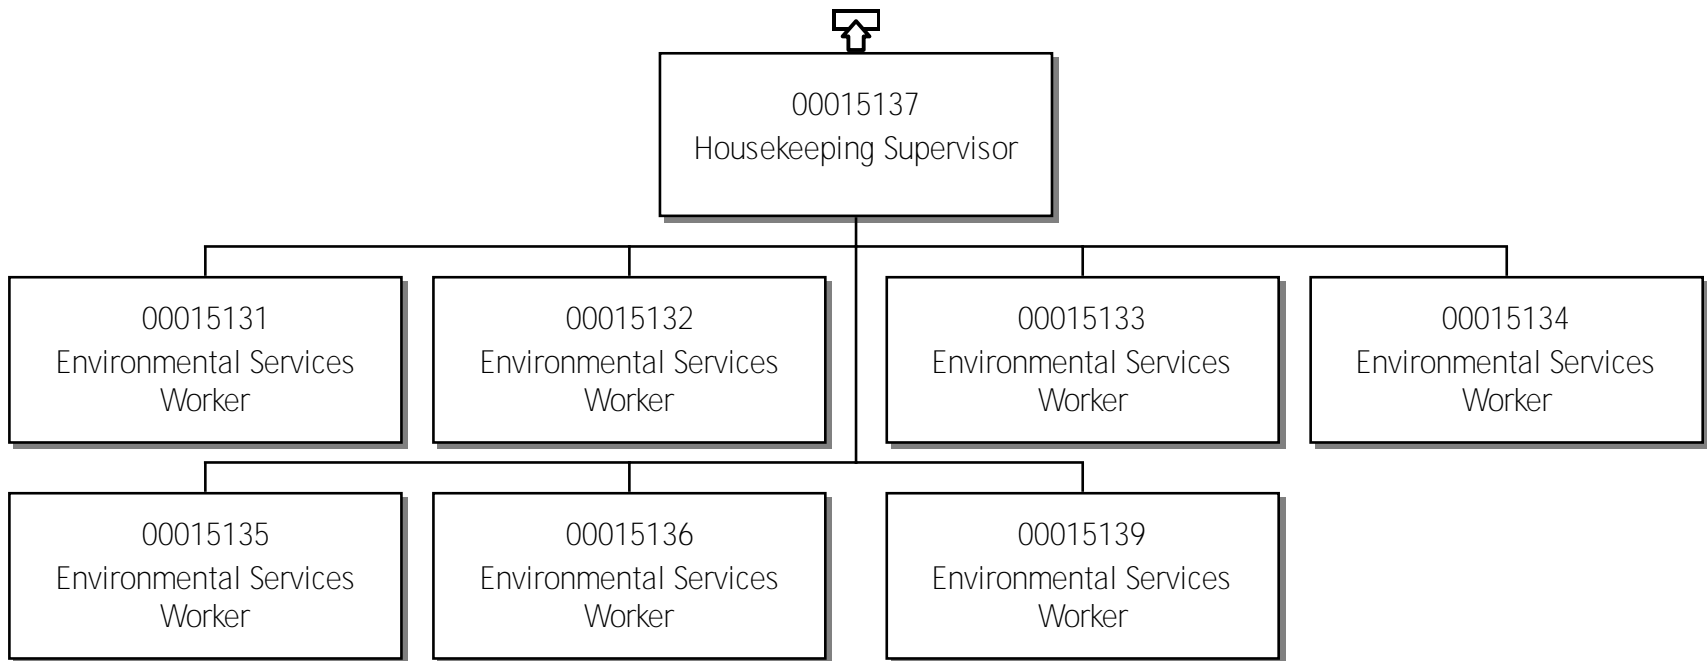 00015137
Housekeeping Supervisor
00015131
Environmental Services
Worker
00015132
Environmental Services
Worker
00015133
Environmental Services
Worker
00015134
Environmental Services
Worker
00015135
Environmental Services
Worker
00015136
Environmental Services
Worker
00015139
Environmental Services
Worker